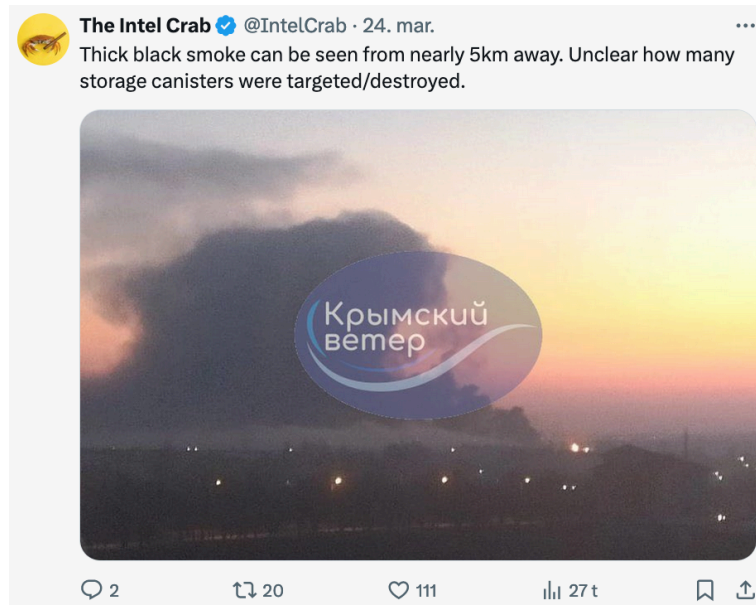 The Intel Crab @IntelCrab · 24. mar.
Thick black smoke can be seen from nearly 5km away. Unclear how many
storage canisters were targeted/destroyed.
Крымский
ветер
2 20 111 27 t